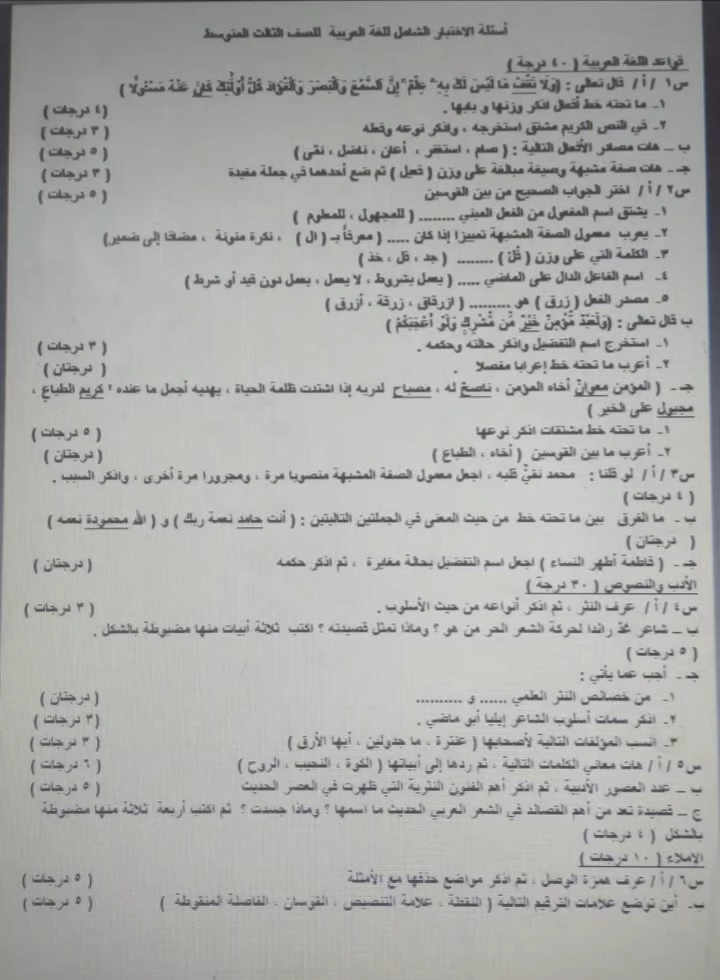 أسئلة الاختبار الشامل للغة العربية للصف الثالث المتوسط
قواعد اللغة العربية ( ٤٠ درجة )
س١ / أ / قال تعالى : (وَلَا تَقْفُ مَا لَيْسَ لَكَ بِهِ عِلْمٌ إِنَّ السَّمْعَ وَالْبَصَرَ وَالْفُؤَادَ كُلُّ أُولَٰئِكَ كَانَ عَنْهُ مَسْئُولًا )
١- ما تحته خط أفعال اذكر وزنها و بابها . ( ٤ درجات )
٢- في النص الكريم مشتق استخرجه ، واذكر نوعه وفعله ( ٣ درجات )
ب – هات مصادر الأفعال التالية : ( صام ، استغفر ، أعان ، ناضل ، نقى ) ( ٥ درجات )
جـ - هات صفة مشبهة وصيغة مبالغة على وزن ( فعيل ) ثم ضع أحدهما في جملة مفيدة ( ٣ درجات )
س٢ / أ / اختر الجواب الصحيح من بين القوسين ( ٥ درجات )
١- يشتق اسم المفعول من الفعل المبني ........ ( للمجهول ، للمعلوم )
٢- يعرب معمول الصفة المشبهة تمييزا إذا كان ..... ( معرفاً بـ ( ال ) ، نكرة منونة ، مضافا إلى ضمير)
٣- الكلمة التي على وزن ( فُلْ ) ........ ( جد ، قل ، خذ )
٤- اسم الفاعل الدال على الماضي ..... ( يعمل بشروط ، لا يعمل ، يعمل دون قيد أو شرط )
٥- مصدر الفعل ( زرق ) هو ......... ( ازرقاق ، زرقة ، أزرق )
ب قال تعالى : (وَلَعَبْدٌ مُّؤْمِنٌ خَيْرٌ مِّن مُّشْرِكٍ وَلَوْ أَعْجَبَكُمْ )
١- استخرج اسم التفضيل واذكر حالته وحكمه . ( ٣ درجات )
٢- أعرب ما تحته خط إعرابا مفصلا . ( درجتان )
جـ - ( المؤمن معوانٌ أخاه المؤمن ، ناصحٌ له ، مصباح لدربه إذا اشتدت ظلمة الحياة ، يهديه أجمل ما عنده ، كريم الطباعِ ،
مجبول على الخير )
١- ما تحته خط مشتقات اذكر نوعها ( ٥ درجات )
٢- أعرب ما بين القوسين ( أخاه ، الطباع ) ( درجتان )
س٣ / أ / لو قلنا : محمد نقيٌّ قلبه ، اجعل معمول الصفة المشبهة منصوبا مرة ، ومجرورا مرة أخرى ، واذكر السبب .
( ٤ درجات )
ب - ما الفرق بين ما تحته خط من حيث المعنى في الجملتين التاليتين : ( أنت حامد نعمة ربك ) و ( الله محمودة نعمه )
( درجتان )
جـ - ( فاطمة أطهر النساء ) اجعل اسم التفضيل بحالة مغايرة ، ثم اذكر حكمه ( درجتان )
الأدب والنصوص ( ٣٠ درجة )
س٤ / أ / عرف النثر ، ثم اذكر أنواعه من حيث الأسلوب . ( ٣ درجات )
ب – شاعر عُدّ رائدا لحركة الشعر الحر من هو ؟ وماذا تمثل قصيدته ؟ اكتب ثلاثة أبيات منها مضبوطة بالشكل .
( ٥ درجات )
جـ - أجب عما يأتي :
١- من خصائص النثر العلمي ...... و .......... ( درجتان )
٢- اذكر سمات أسلوب الشاعر إيليا أبو ماضي . (٣ درجات )
٣- انسب المؤلفات التالية لأصحابها ( عنترة ، ما جدولين ، أيها الأرق ) ( ٣ درجات )
س٥ / أ/ هات معاني الكلمات التالية ، ثم ردها إلى أبياتها ( الكوة ، النحيب ، الروح ) ( ٦ درجات )
ب – عدد العصور الأدبية ، ثم اذكر أهم الفنون النثرية التي ظهرت في العصر الحديث ( ٥ درجات )
ج – قصيدة تعد من أهم القصائد في الشعر العربي الحديث ما اسمها ؟ وماذا جسدت ؟ ثم اكتب أربعة ثلاثة منها مضبوطة
بالشكل ( ٤ درجات )
الإملاء ( ١٠ درجات )
س٦ / أ / عرف همزة الوصل ، ثم اذكر مواضع حذفها مع الأمثلة ( ٥ درجات )
ب- أين توضع علامات الترقيم التالية ( النقطة ، علامة التنصيص ، القوسان ، الفاصلة المنقوطة ) ( ٥ درجات )